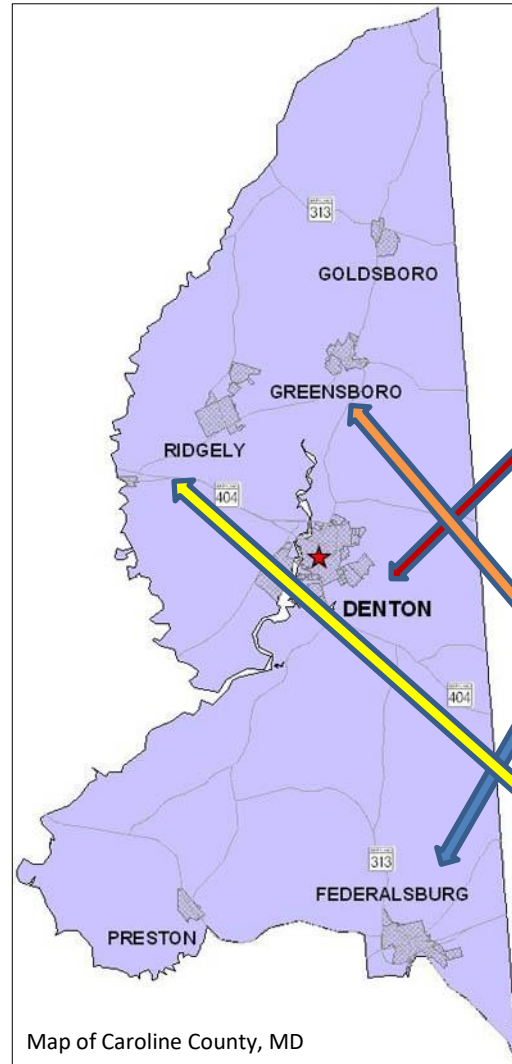 313
GOLDSBORO
GREENSBORO
RIDGELY
404
DENTON
404
313
FEDERALSBURG
PRESTON
Map of Caroline County, MD